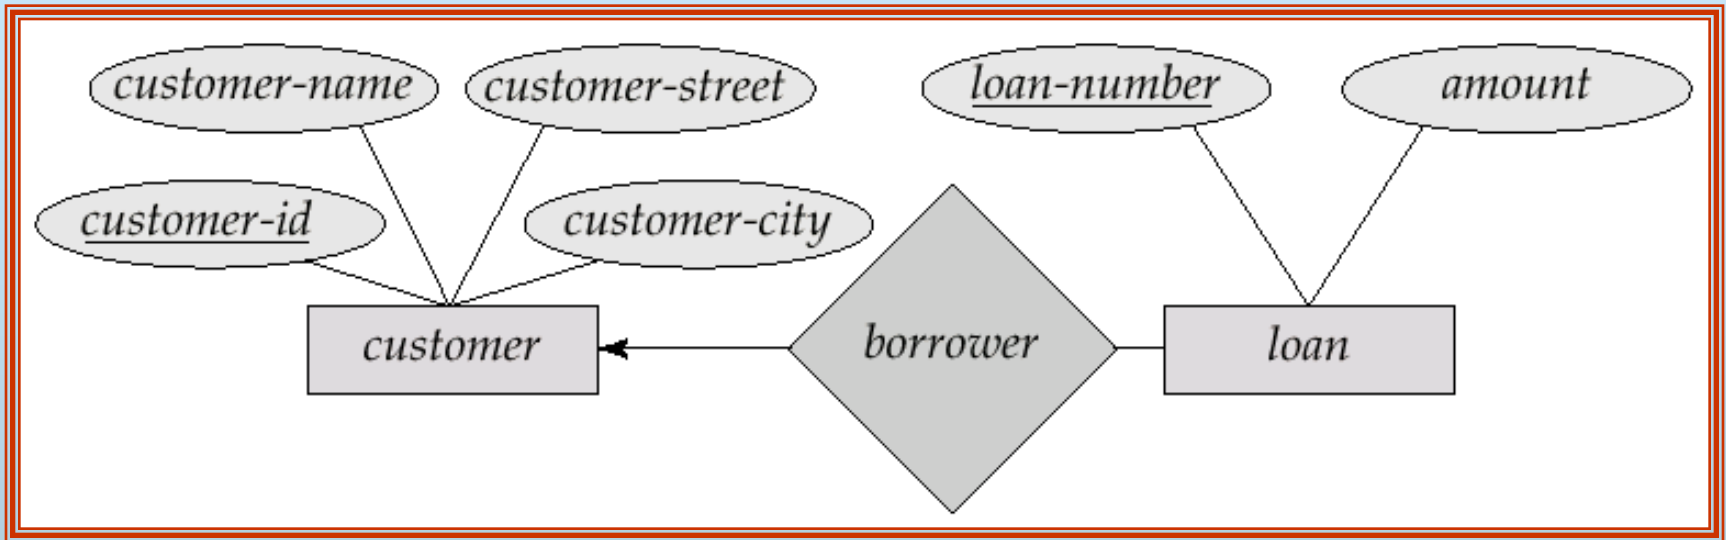 customer-name
customer-street
loan-number
amount
customer-id
customer-city
customer
borrower
loan